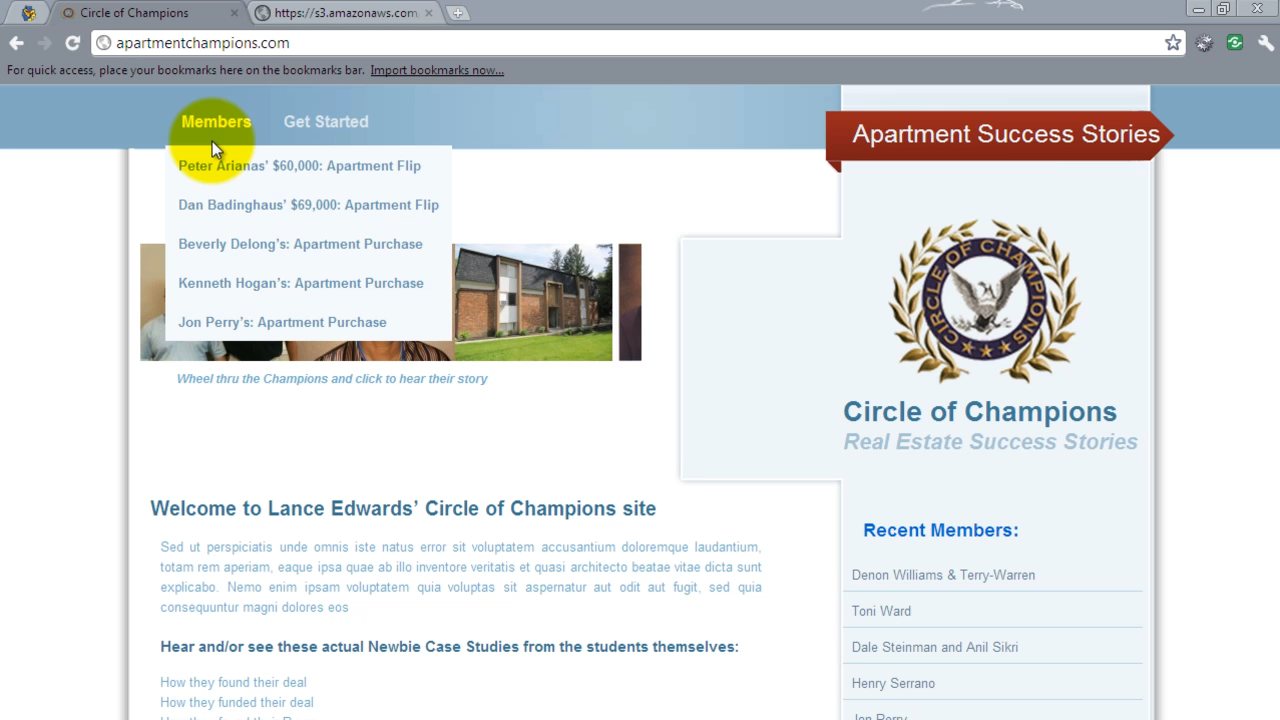 Circle of Champions
https://s3.amazonaws.com
apartmentchampions.com
For quick access, place your bookmarks here on the bookmarks bar. Import bookmarks now...
Members
Get Started
Peter Arianas' $60,000: Apartment Flip
Dan Badinghaus' $69,000: Apartment Flip
Beverly Delong's: Apartment Purchase
Kenneth Hogan's: Apartment Purchase
Jon Perry's: Apartment Purchase
Wheel thru the Champions and click to hear their story
Apartment Success Stories
CIRCLE OF CHAMPIONS
Circle of Champions
Real Estate Success Stories
Welcome to Lance Edwards' Circle of Champions site
Sed ut perspiciatis unde omnis iste natus error sit voluptatem accusantium doloremque laudantium,
totam rem aperiam, eaque ipsa quae ab illo inventore veritatis et quasi architecto beatae vitae dicta sunt
explicabo. Nemo enim ipsam voluptatem quia voluptas sit aspernatur aut odit aut fugit, sed quia
consequuntur magni dolores eos
Hear and/or see these actual Newbie Case Studies from the students themselves:
How they found their deal
How they funded their deal
Recent Members:
Denon Williams & Terry-Warren
Toni Ward
Dale Steinman and Anil Sikri
Henry Serrano
Jon Perry